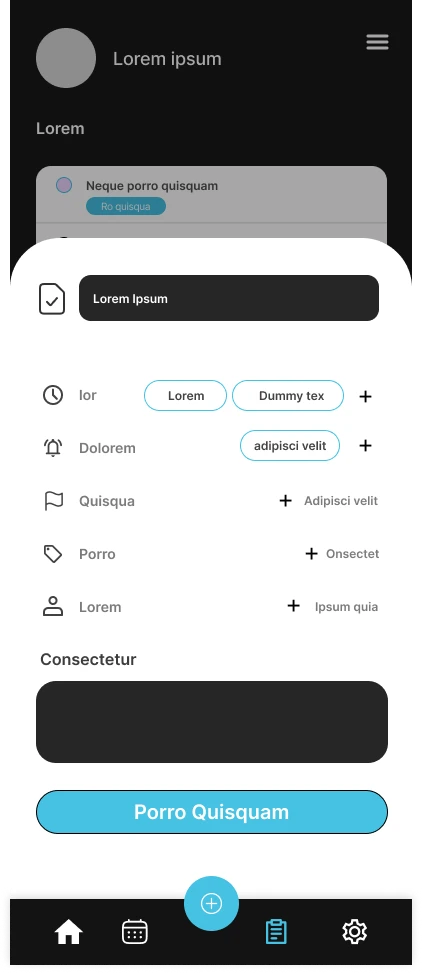 Lorem ipsum
Lorem
Neque porro quisquam
Ro quisqua
Lorem Ipsum
lor
Lorem
Dummy tex
Dolorem
adipisci velit
Quisqua
Adipisci velit
Porro
Onsectet
Lorem
Ipsum quia
Consectetur
Porro Quisquam